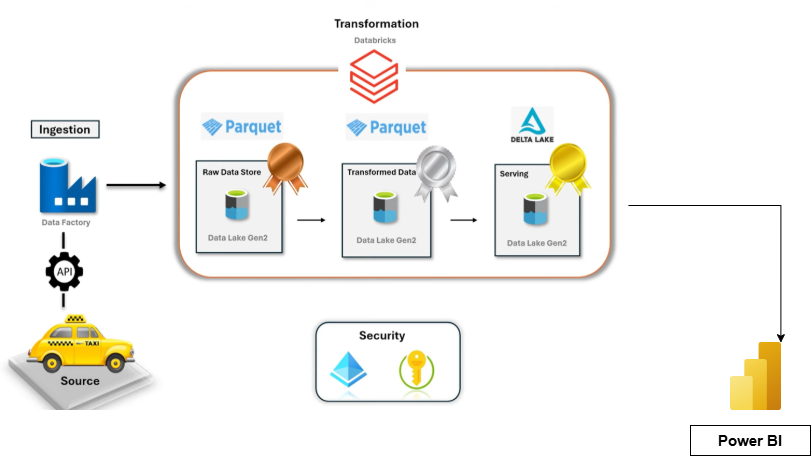 Transformation
Databricks
Ingestion
Parquet
Parquet
DELTA LAKE
Raw Data Store
Transformed Data
Serving
Data Lake Gen2
Data Lake Gen2
Data Lake Gen2
Data Factory
API
TAXI
TAXI
Source
Security
Power BI